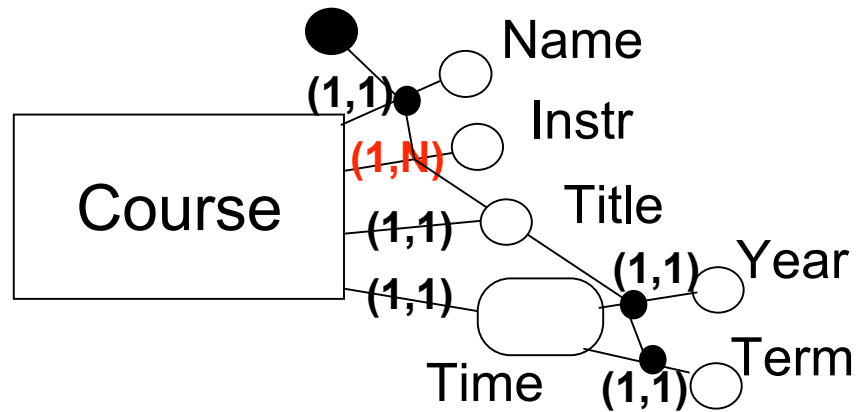 Name
(1,1)
Instr
(1,N)
Course
Title
(1,1)
Year
(1,1)
(1,1)
Time
Term
(1,1)